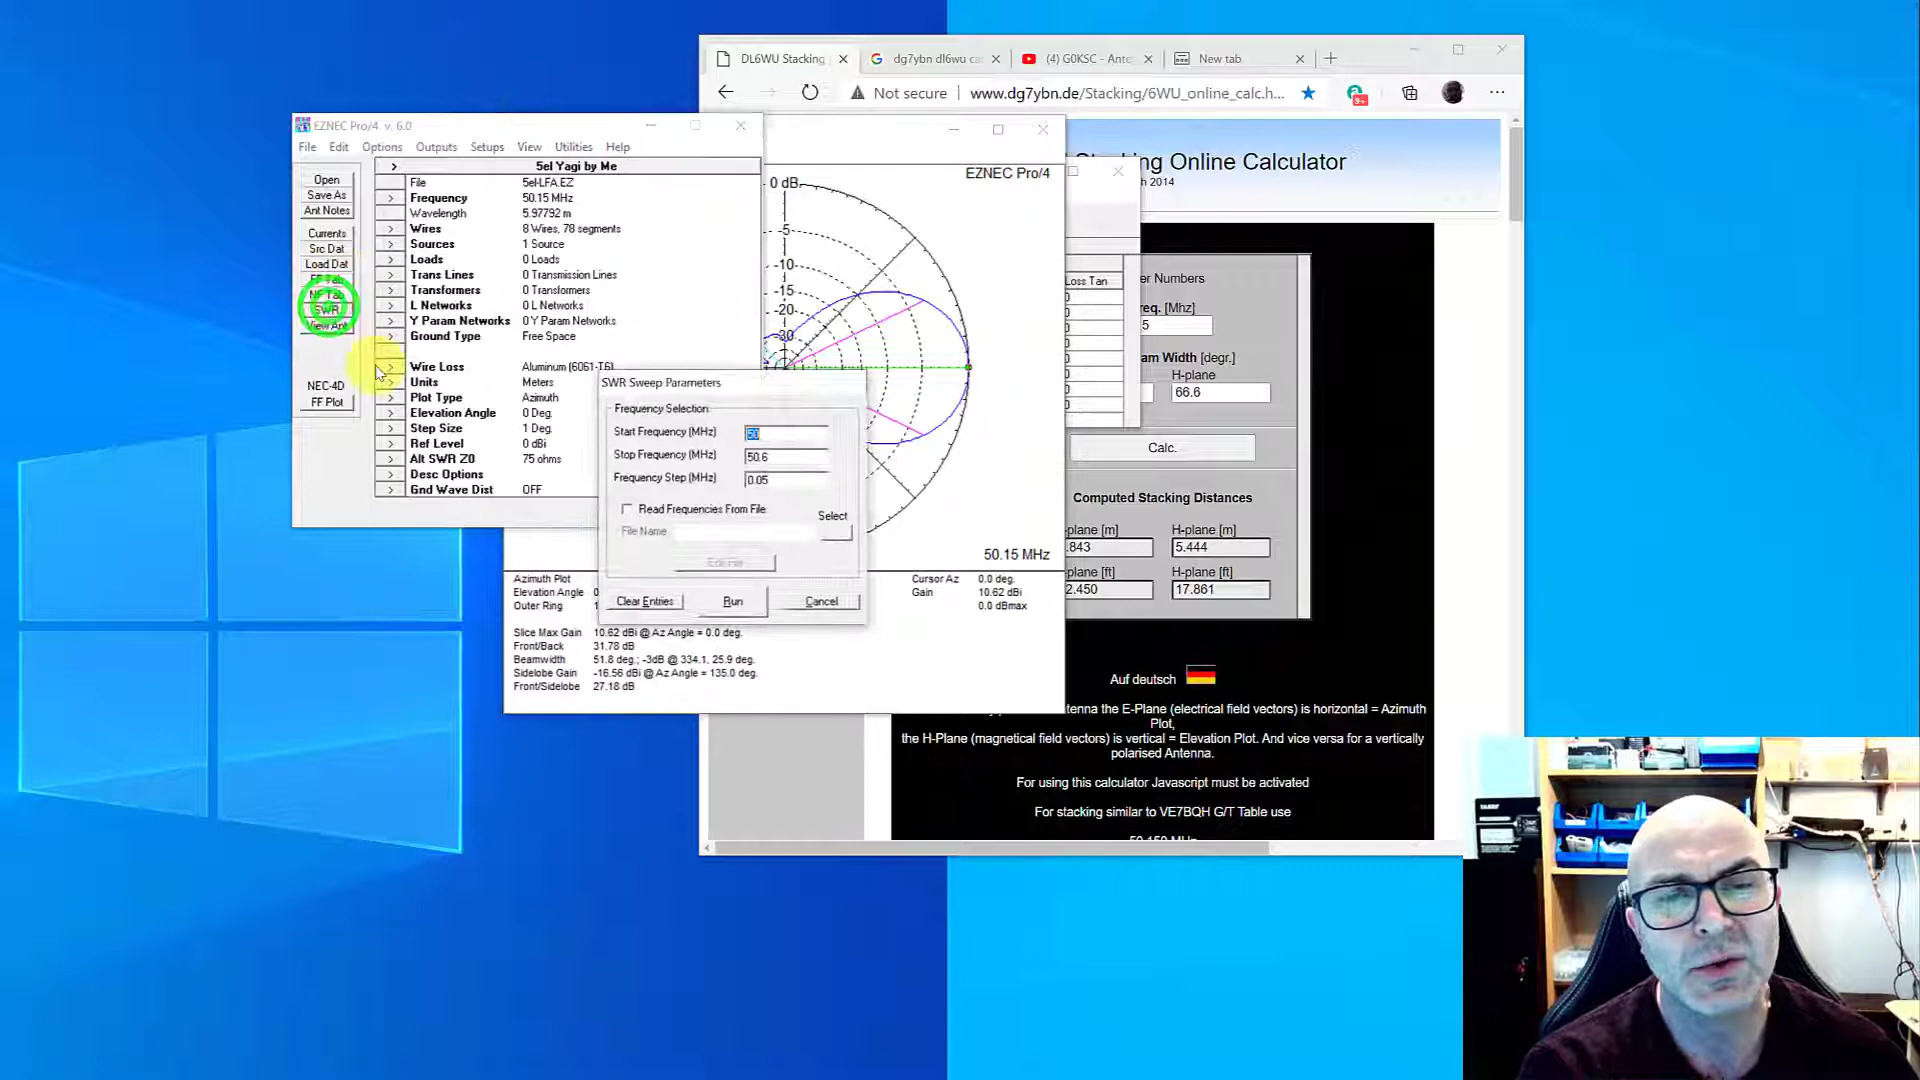 DL6WU Stacking
dg7ybn dl6wu ca
(4) G0KSC - Ante
New tab
Not secure
www.dg7ybn.de/Stacking/6WU_online_calc.h...
9+
Stacking Online Calculator
2014
EZNEC Pro/4 v. 6.0
File Edit Options Outputs Setups View Utilities Help
Open
Save As
Ant Notes
Currents
Src Dat
Load Dat
FF Tab
NF Tab
SWR
View Ant
NEC-4D
FF Plot
5el Yagi by Me
File 5el-LFA.EZ
Frequency 50.15 MHz
Wavelength 5.97792 m
Wires 8 Wires, 78 segments
Sources 1 Source
Loads 0 Loads
Trans Lines 0 Transmission Lines
Transformers 0 Transformers
L Networks 0 L Networks
Y Param Networks 0 Y Param Networks
Ground Type Free Space
Wire Loss Aluminum (6061-T6)
Units Meters
Plot Type Azimuth
Elevation Angle 0 Deg.
Step Size 1 Deg.
Ref Level 0 dBi
Alt SWR Z0 75 ohms
Desc Options
Gnd Wave Dist OFF
EZNEC Pro/4
0 dB
-5
-10
-15
-20
-30
50.15 MHz
SWR Sweep Parameters
Frequency Selection
Start Frequency (MHz) 50
Stop Frequency (MHz) 50.6
Frequency Step (MHz) 0.05
Read Frequencies From File
Select
File Name
Edit File
Clear Entries Run Cancel
Azimuth Plot
Elevation Angle
Outer Ring
Cursor Az 0.0 deg.
Gain 10.62 dBi
0.0 dBmax
Slice Max Gain 10.62 dBi @ Az Angle = 0.0 deg.
Front/Back 31.78 dB
Beamwidth 51.8 deg.; -3dB @ 334.1, 25.9 deg.
Sidelobe Gain -16.56 dBi @ Az Angle = 135.0 deg.
Front/Sidelobe 27.18 dB
Loss Tan
Numbers
req. [Mhz]
5
Width [degr.]
H-plane
66.6
Calc.
Computed Stacking Distances
-plane [m] H-plane [m]
.843 5.444
-plane [ft] H-plane [ft]
2.450 17.861
Auf deutsch
the E-Plane (electrical field vectors) is horizontal = Azimuth
Plot,
the H-Plane (magnetical field vectors) is vertical = Elevation Plot. And vice versa for a vertically
polarised Antenna.
For using this calculator Javascript must be activated
For stacking similar to VE7BQH G/T Table use
50.150 MHz